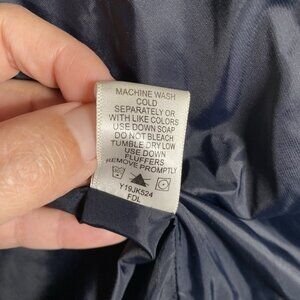 MACHINE WASH
COLD
SEPARATELY OR
WITH LIKE COLORS
USE DOWN SOAP
DO NOT BLEACH
TUMBLE DRY LOW
USE DOWN
FLUFFERS
REMOVE PROMPTLY
Y19JK524
FDL